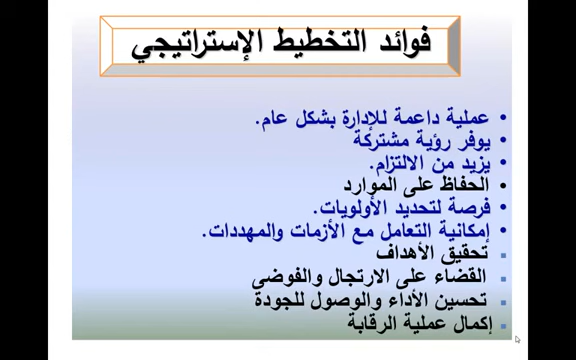 فوائد التخطيط الإستراتيجي
• عملية داعمة للإدارة بشكل عام.
• يوفر رؤية مشتركة
• يزيد من الالتزام.
• الحفاظ على الموارد
• فرصة لتحديد الأولويات.
• إمكانية التعامل مع الأزمات والمهددات.
▪ تحقيق الأهداف
▪ القضاء على الارتجال والفوضى
▪ تحسين الأداء والوصول للجودة
▪ إكمال عملية الرقابة